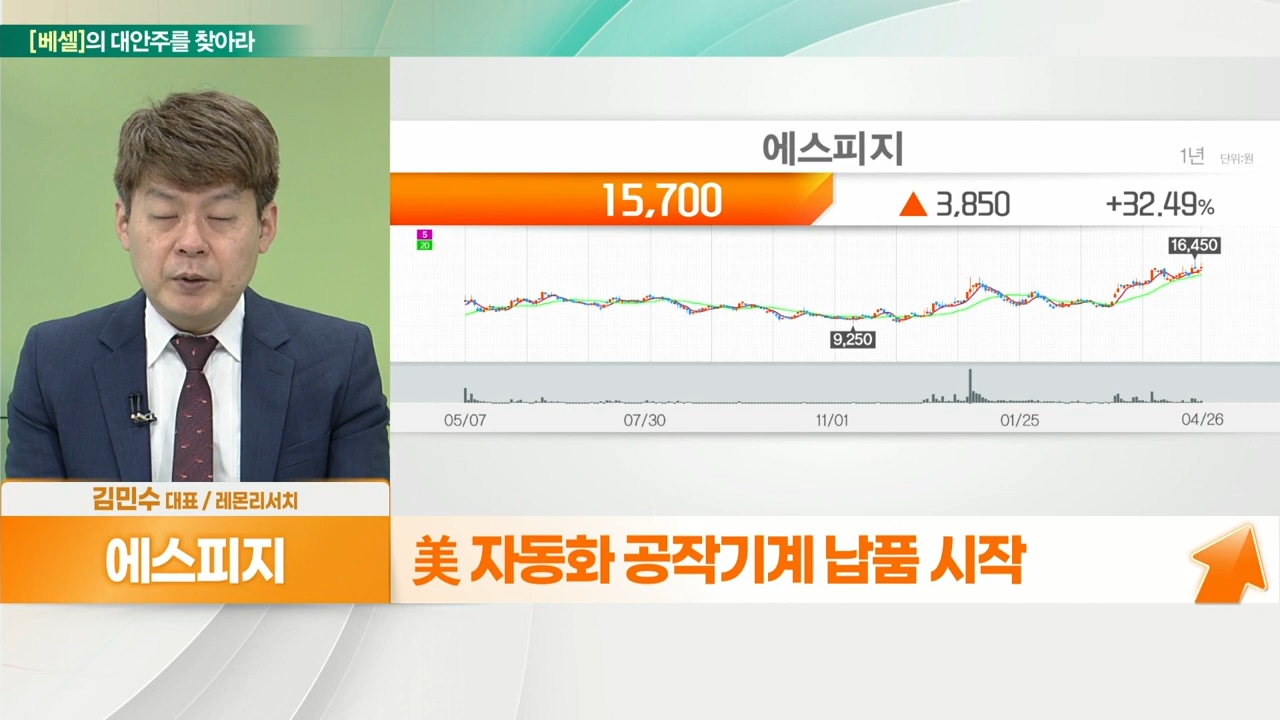 [베셀]의 대안주를 찾아라
에스피지
1년 단위:원
15,700 ▲ 3,850 +32.49%
5
20
16,450
9,250
05/07 07/30 11/01 01/25 04/26
김민수 대표 / 레몬리서치
에스피지
美 자동화 공작기계 납품 시작